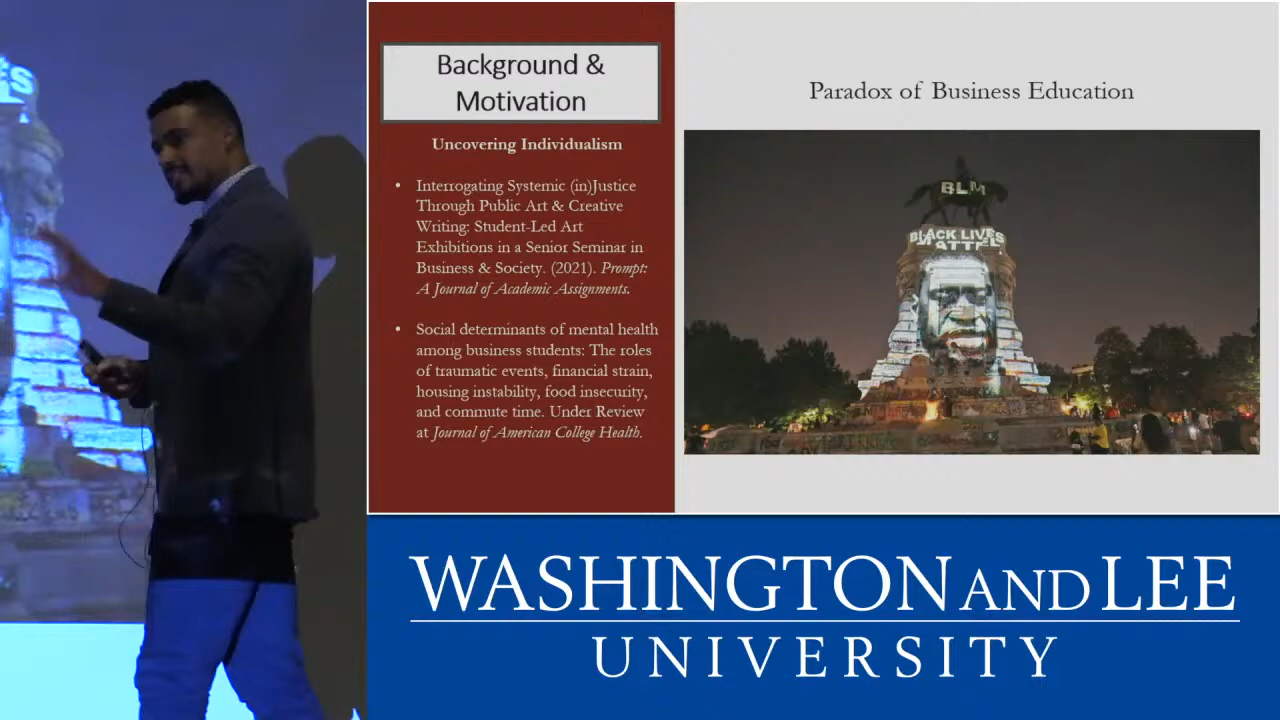 Background &
Motivation
Uncovering Individualism
• Interrogating Systemic (in)Justice
Through Public Art & Creative
Writing: Student-Led Art
Exhibitions in a Senior Seminar in
Business & Society. (2021). Prompt:
A Journal of Academic Assignments.
• Social determinants of mental health
among business students: The roles
of traumatic events, financial strain,
housing instability, food insecurity,
and commute time. Under Review
at Journal of American College Health.
Paradox of Business Education
BLM
BLACK LIVES
MATTER
WASHINGTON AND LEE
UNIVERSITY